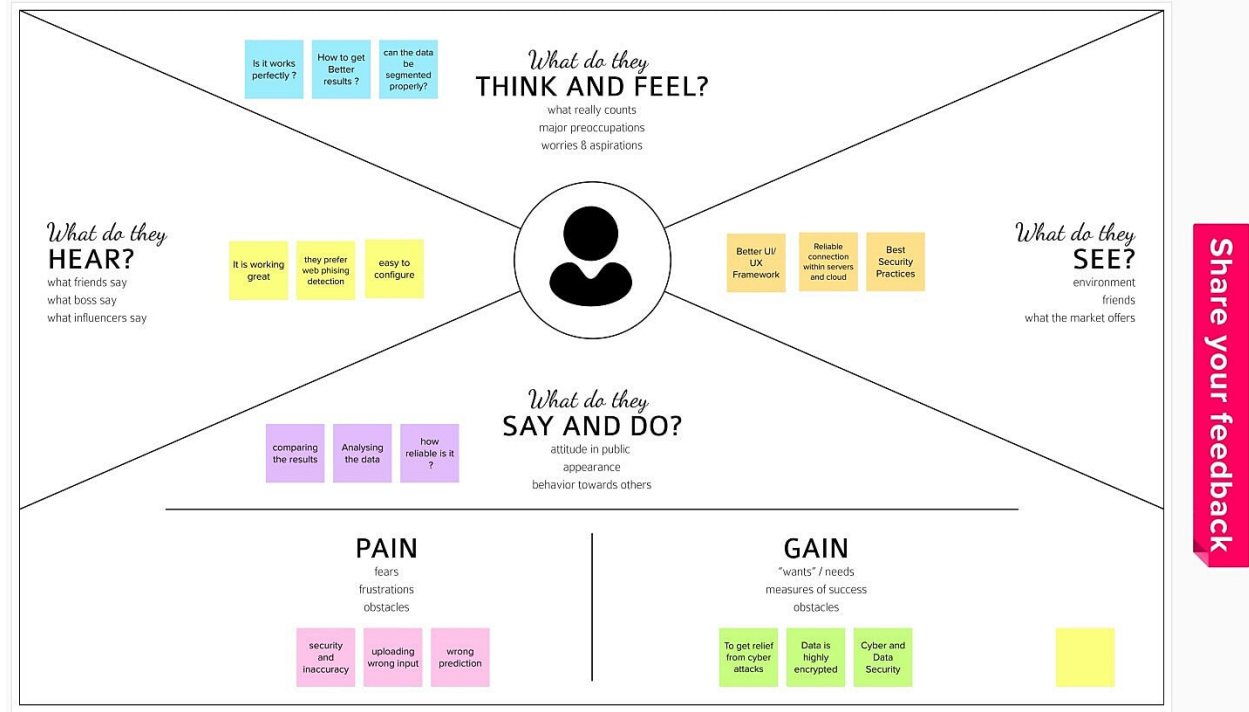 Is it works
perfectly ?
How to get
Better
results ?
can the data
be
segmented
properly?
What do they
THINK AND FEEL?
what really counts
major preoccupations
worries & aspirations
What do they
HEAR?
what friends say
what boss say
what influencers say
It is working
great
they prefer
web phising
detection
easy to
configure
Better UI/
UX
Framework
Reliable
connection
within servers
and cloud
Best
Security
Practices
What do they
SEE?
environment
friends
what the market offers
Share your feedback
What do they
SAY AND DO?
attitude in public
appearance
behavior towards others
comparing
the results
Analysing
the data
how
reliable is it
?
PAIN
fears
frustrations
obstacles
security
and
inaccuracy
uploading
wrong input
wrong
prediction
GAIN
"wants" / needs
measures of success
obstacles
To get relief
from cyber
attacks
Data is
highly
encrypted
Cyber and
Data
Security